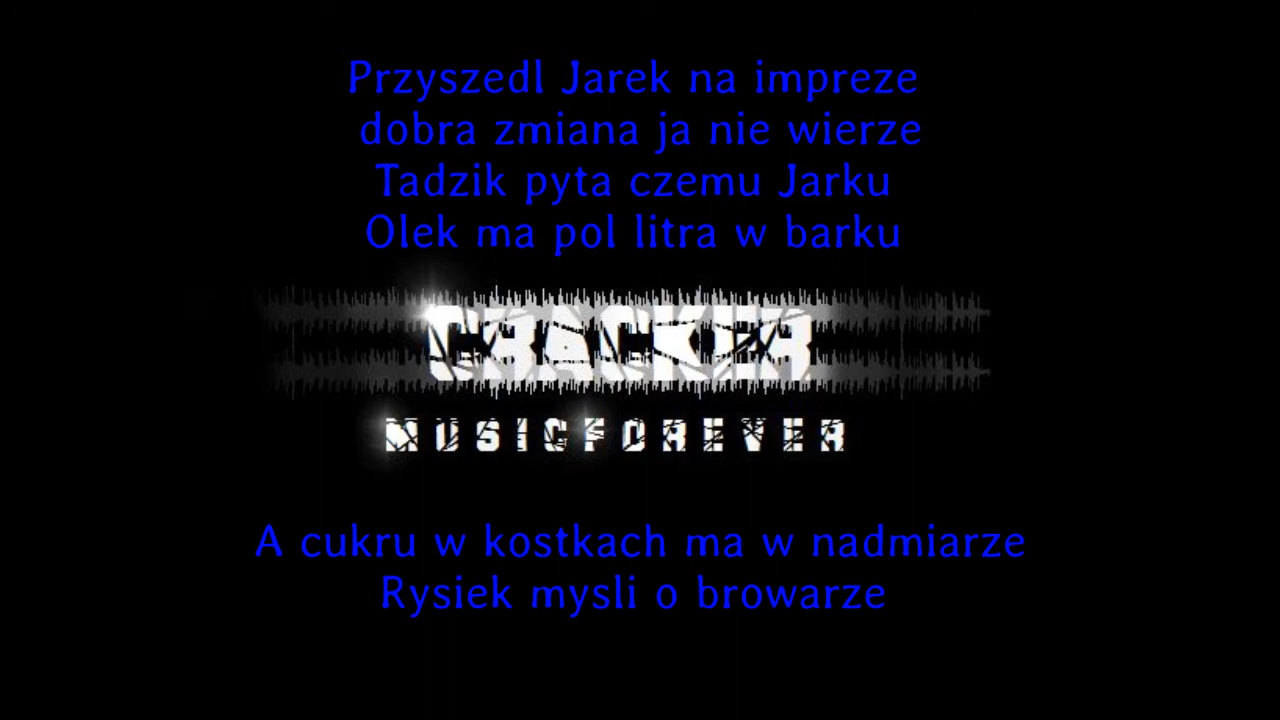 Przyszedl Jarek na impreze
dobra zmiana ja nie wierze
Tadzik pyta czemu Jarku
Olek ma pol litra w barku
CRACKER
MUSICFOREVER
A cukru w kostkach ma w nadmiarze
Rysiek mysli o browarze